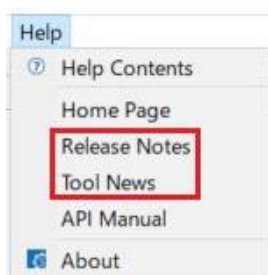 Help
Help Contents
Home Page
Release Notes
Tool News
API Manual
About